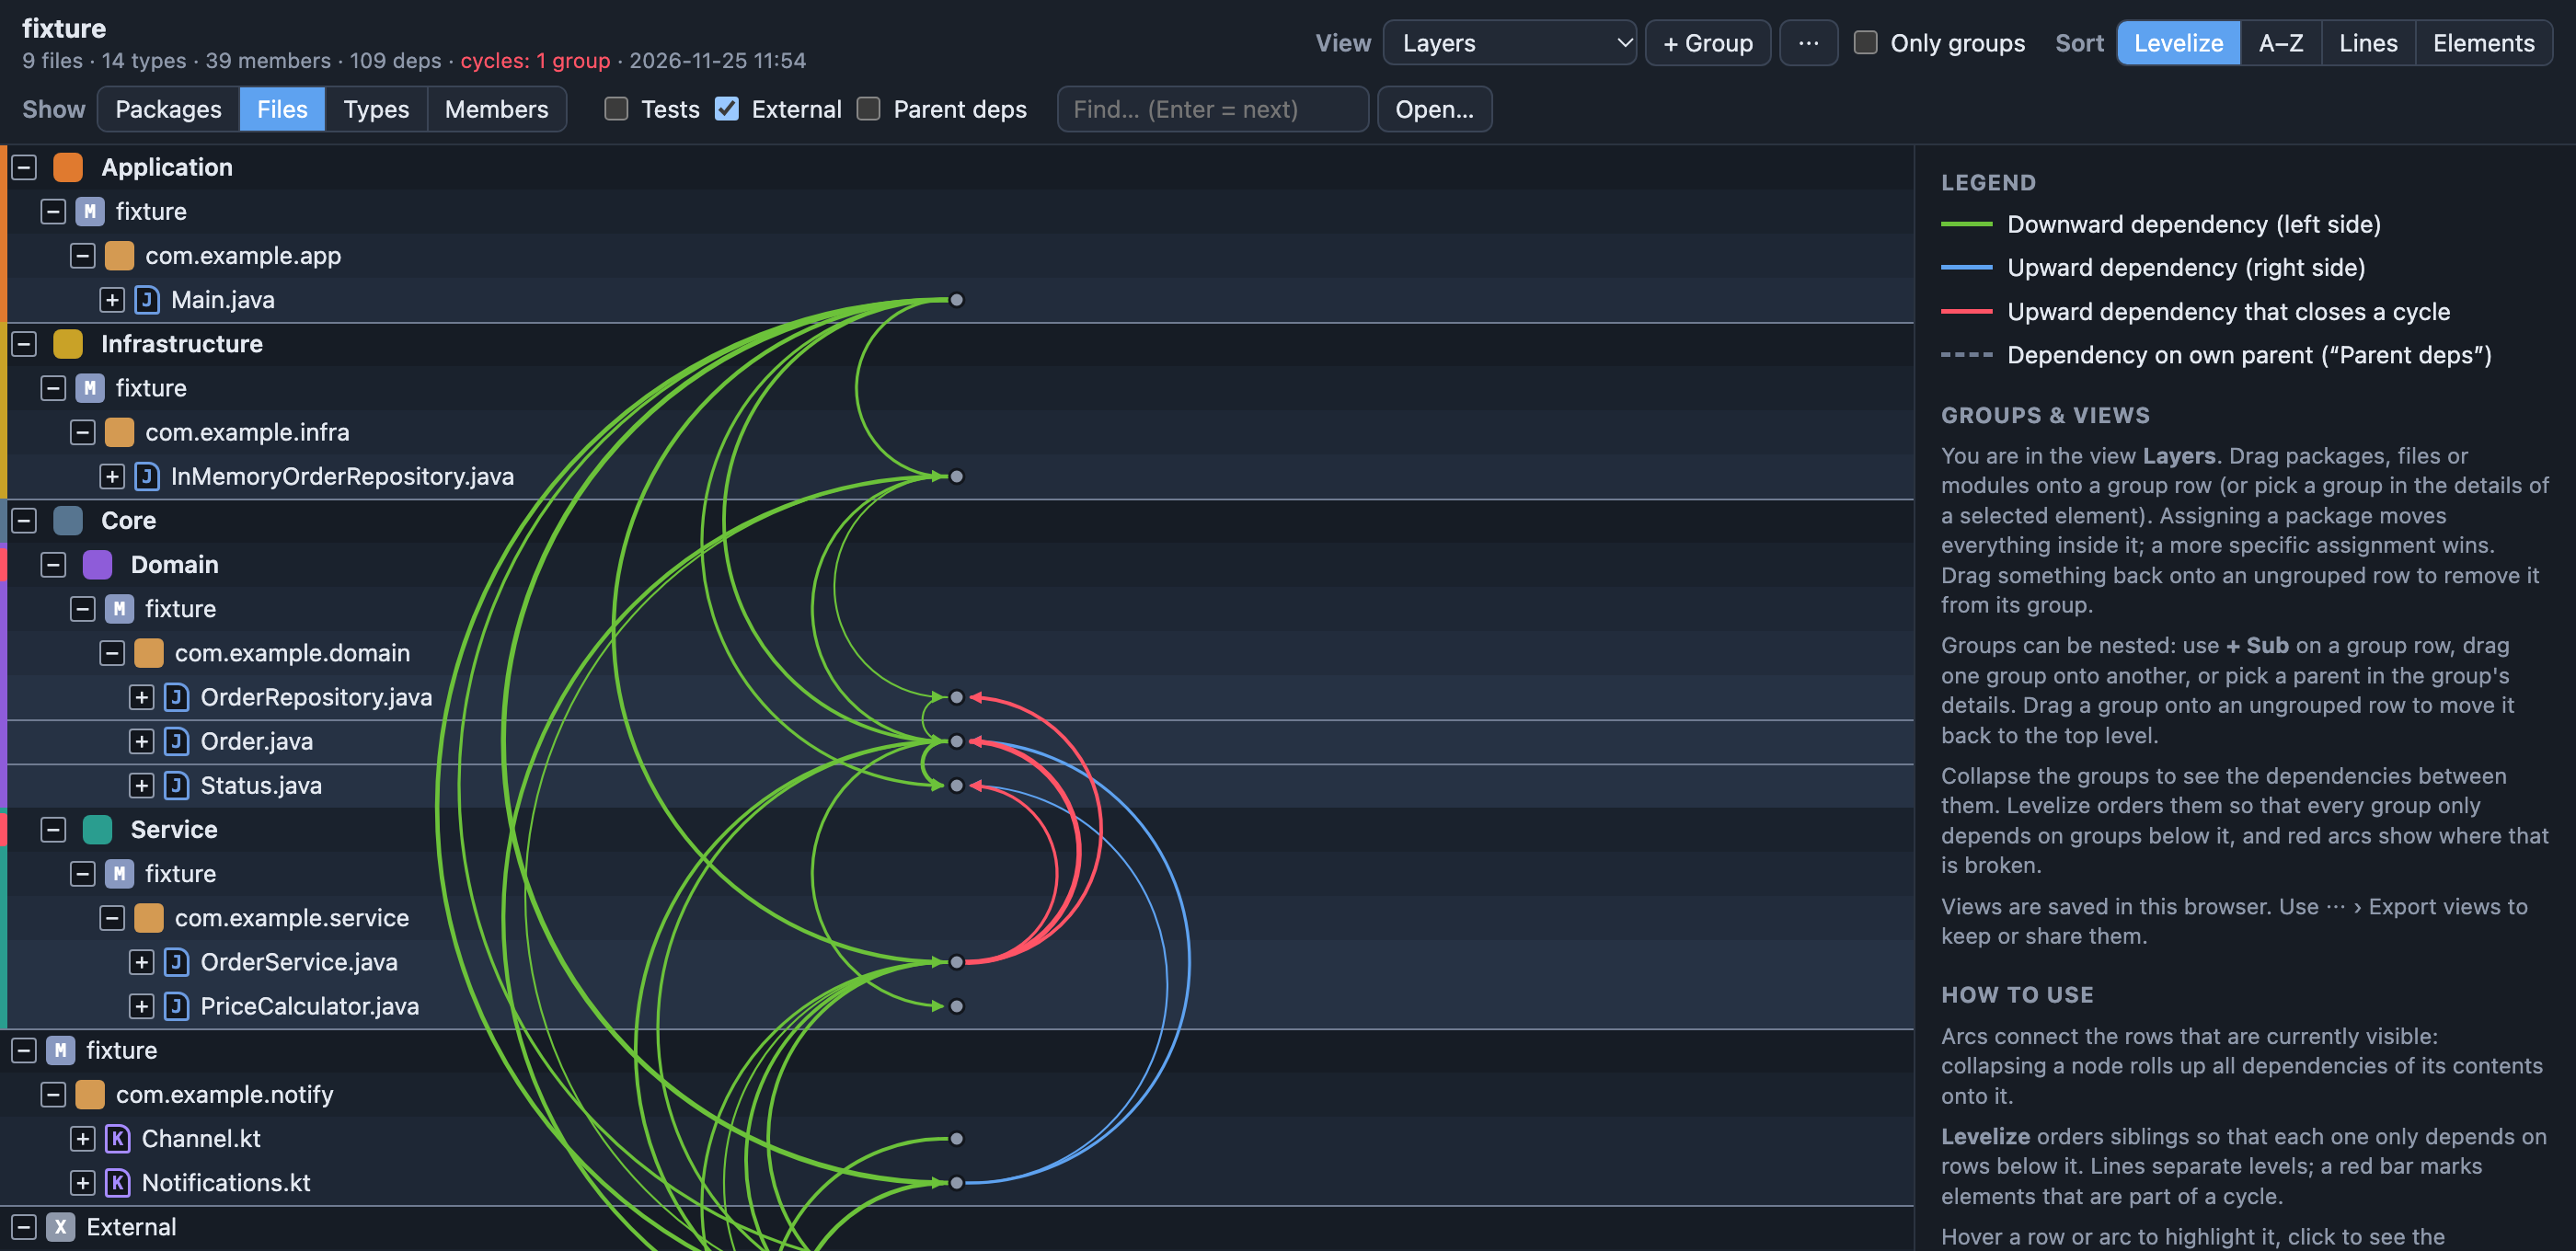 fixture
9 files · 14 types · 39 members · 109 deps · cycles: 1 group · 2026-11-25 11:54
View Layers + Group ··· Only groups Sort Levelize A–Z Lines Elements
Show Packages Files Types Members Tests External Parent deps Find... (Enter = next) Open...
Application
M fixture
com.example.app
J Main.java
Infrastructure
M fixture
com.example.infra
J InMemoryOrderRepository.java
Core
Domain
M fixture
com.example.domain
J OrderRepository.java
J Order.java
J Status.java
Service
M fixture
com.example.service
J OrderService.java
J PriceCalculator.java
M fixture
com.example.notify
K Channel.kt
K Notifications.kt
X External
LEGEND
Downward dependency (left side)
Upward dependency (right side)
Upward dependency that closes a cycle
Dependency on own parent (“Parent deps”)
GROUPS & VIEWS
You are in the view Layers. Drag packages, files or
modules onto a group row (or pick a group in the details of
a selected element). Assigning a package moves
everything inside it; a more specific assignment wins.
Drag something back onto an ungrouped row to remove it
from its group.
Groups can be nested: use + Sub on a group row, drag
one group onto another, or pick a parent in the group's
details. Drag a group onto an ungrouped row to move it
back to the top level.
Collapse the groups to see the dependencies between
them. Levelize orders them so that every group only
depends on groups below it, and red arcs show where that
is broken.
Views are saved in this browser. Use ··· › Export views to
keep or share them.
HOW TO USE
Arcs connect the rows that are currently visible:
collapsing a node rolls up all dependencies of its contents
onto it.
Levelize orders siblings so that each one only depends on
rows below it. Lines separate levels; a red bar marks
elements that are part of a cycle.
Hover a row or arc to highlight it, click to see the